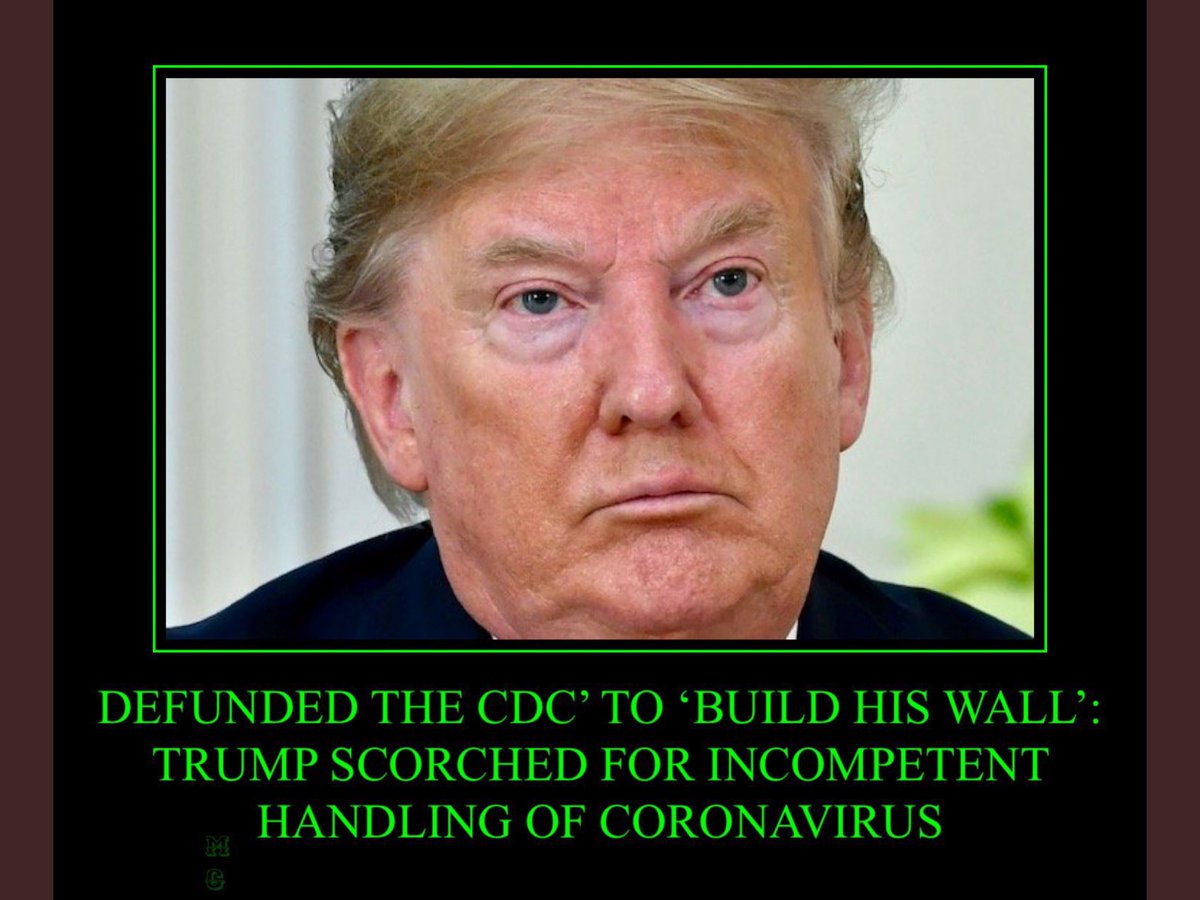 DEFUNDED THE CDC’ TO ‘BUILD HIS WALL’:
TRUMP SCORCHED FOR INCOMPETENT
HANDLING OF CORONAVIRUS
M
G